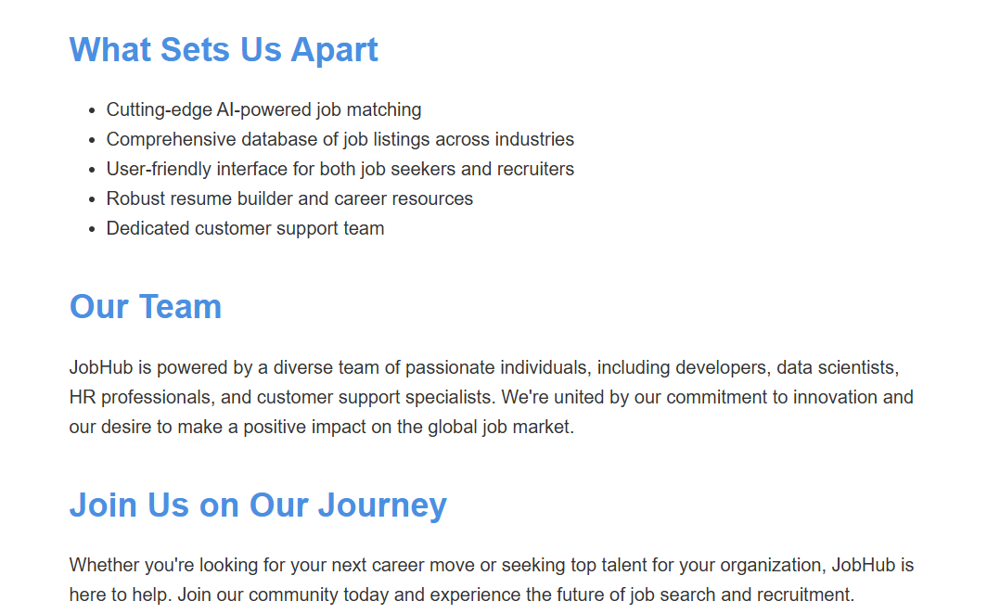 What Sets Us Apart
Cutting-edge AI-powered job matching
Comprehensive database of job listings across industries
User-friendly interface for both job seekers and recruiters
Robust resume builder and career resources
Dedicated customer support team
Our Team
JobHub is powered by a diverse team of passionate individuals, including developers, data scientists,
HR professionals, and customer support specialists. We're united by our commitment to innovation and
our desire to make a positive impact on the global job market.
Join Us on Our Journey
Whether you're looking for your next career move or seeking top talent for your organization, JobHub is
here to help. Join our community today and experience the future of job search and recruitment.